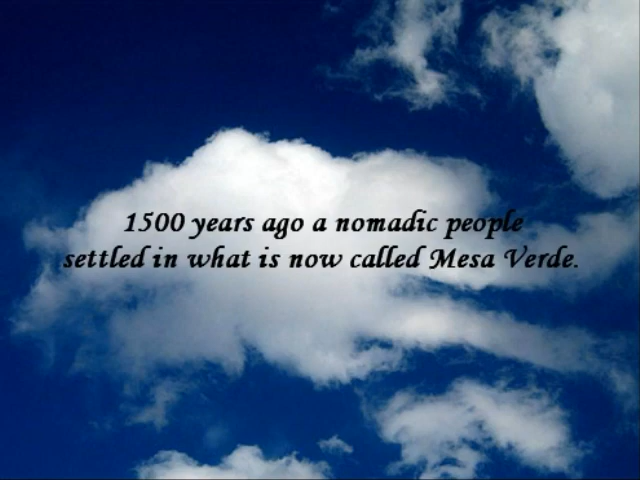 1500 years ago a nomadic people
settled in what is now called Mesa Verde.